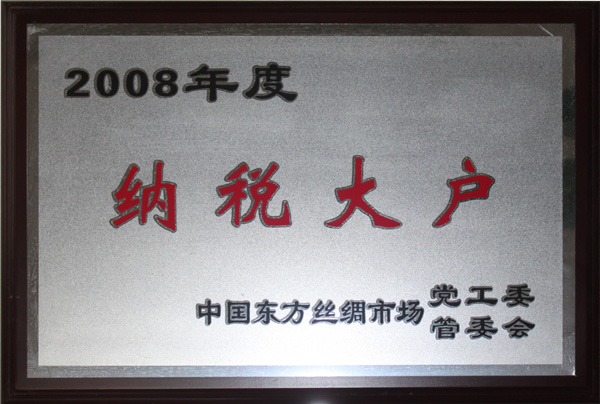 2008年度
纳税大户
中国东方丝绸市场党工委
管委会